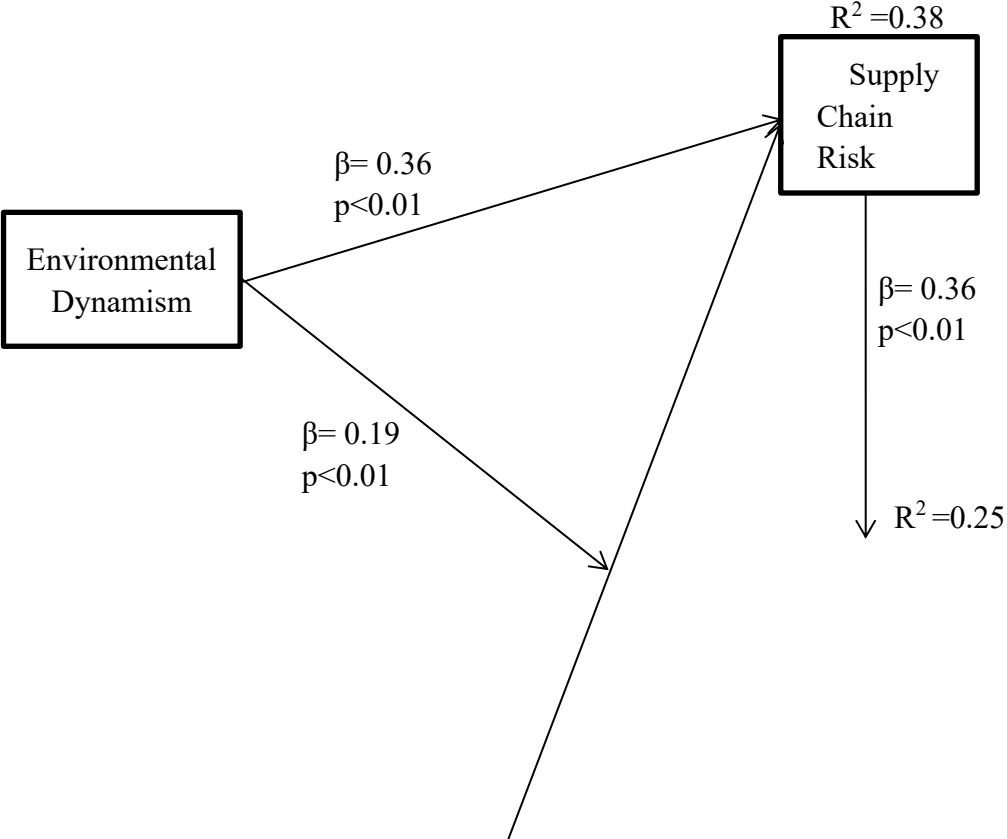 R² =0.38
Supply
Chain
Risk
β= 0.36
p<0.01
Environmental
Dynamism
β= 0.36
p<0.01
β= 0.19
p<0.01
R² =0.25